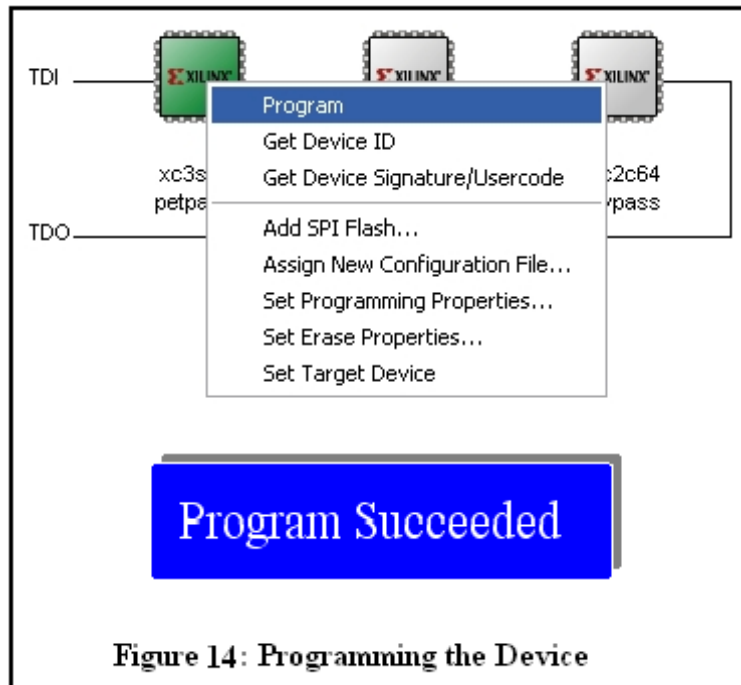 TDI
XILINX
XILINX
XILINX
Program
Get Device ID
Get Device Signature/Usercode
Add SPI Flash...
Assign New Configuration File...
Set Programming Properties...
Set Erase Properties...
Set Target Device
TDO
Program Succeeded
Figure 14: Programming the Device